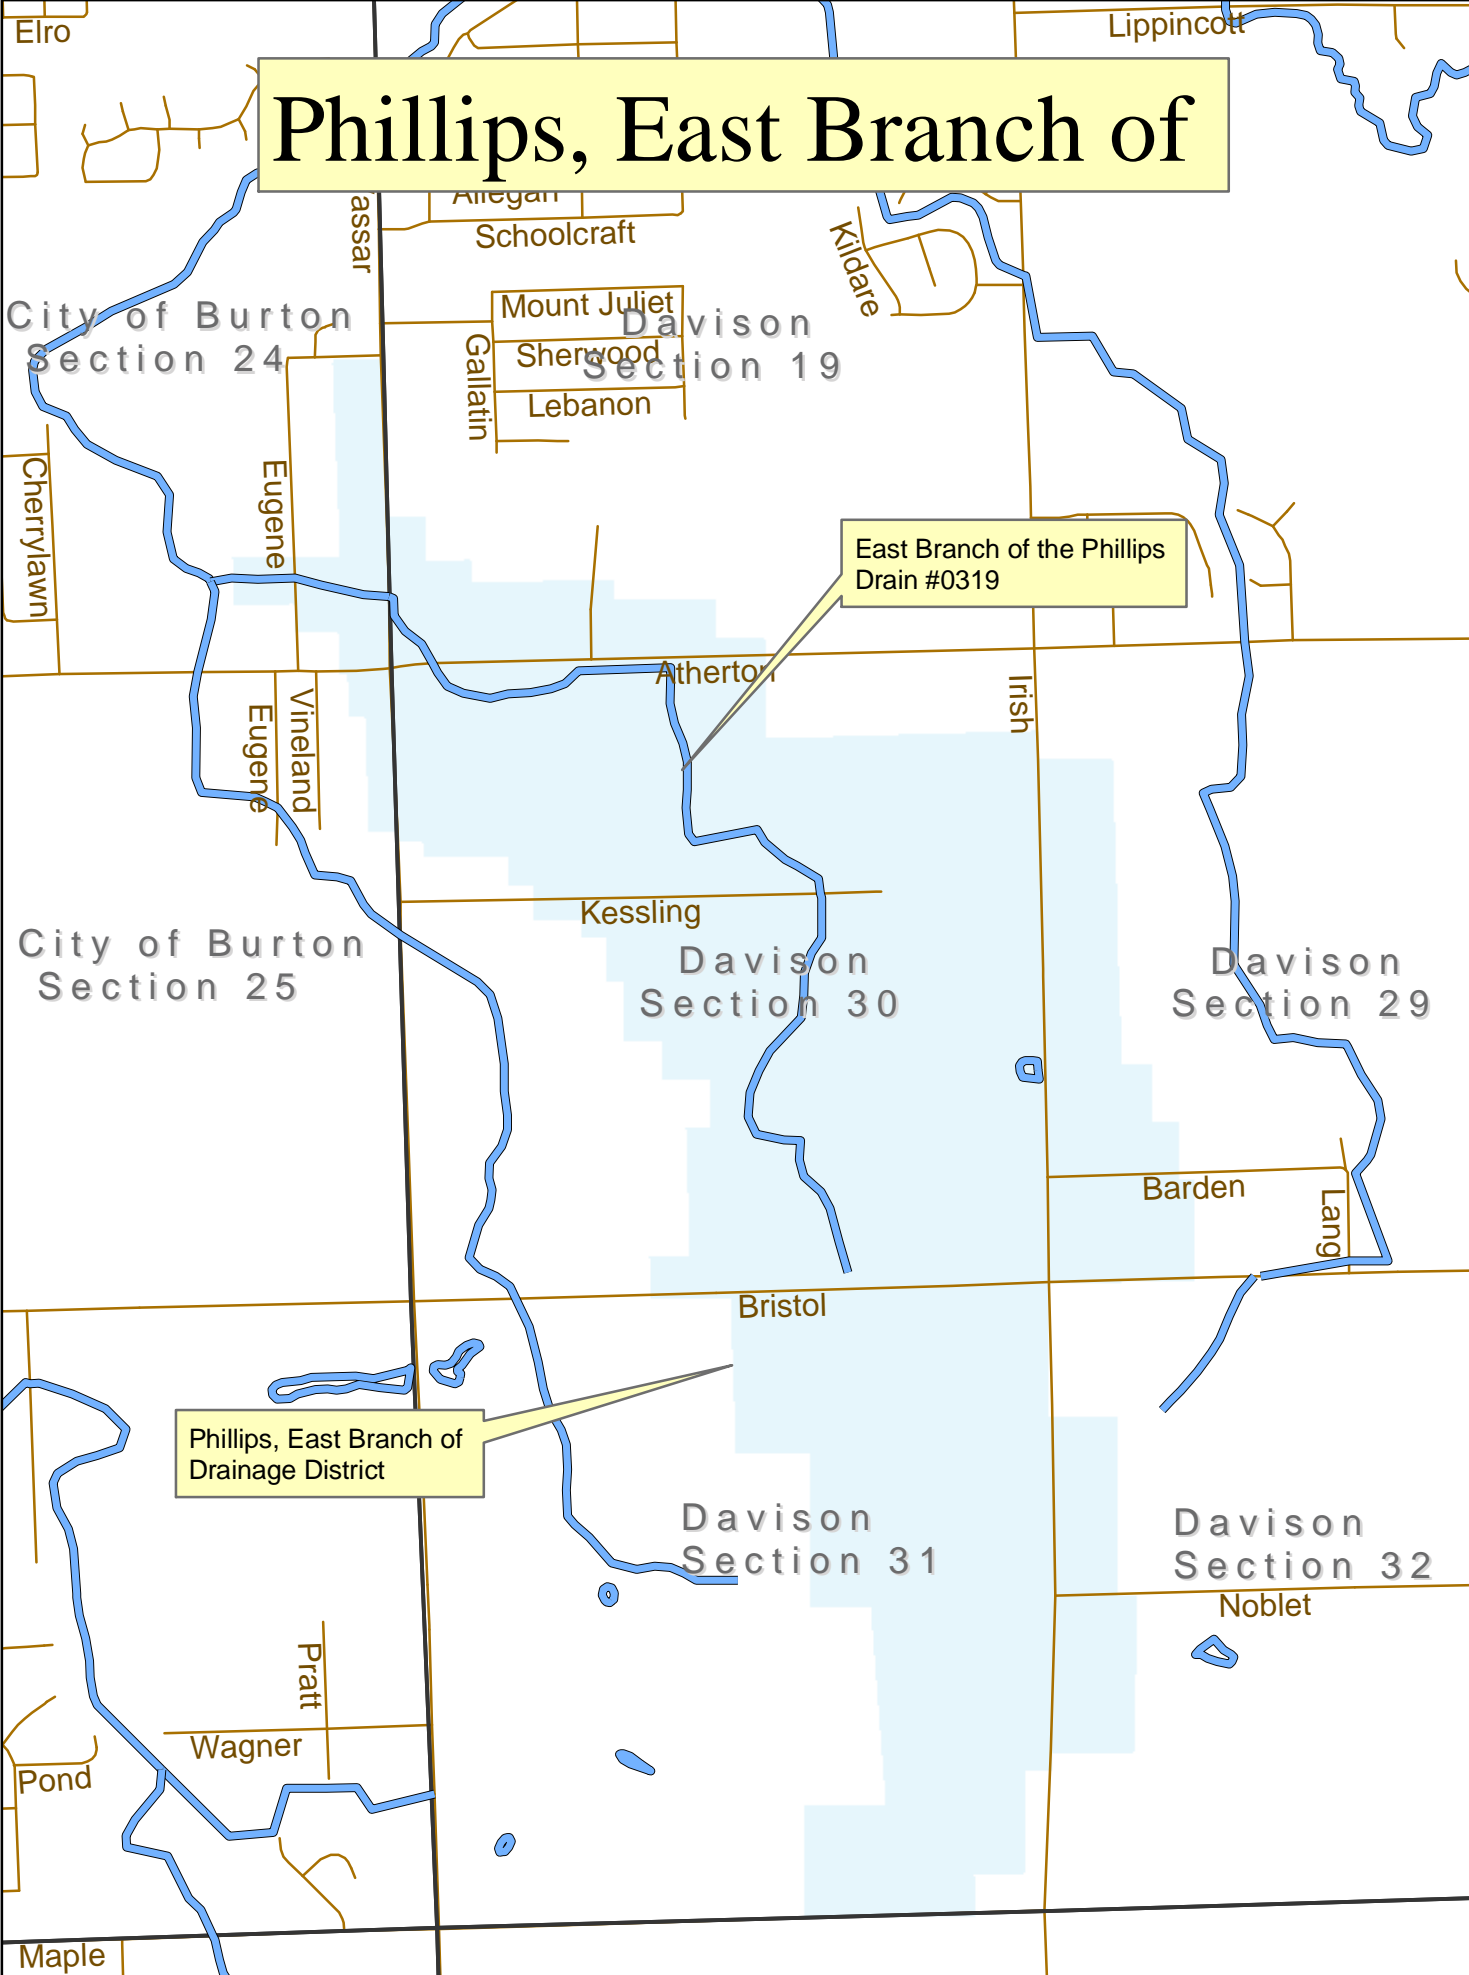 Elro
Lippincott
Phillips, East Branch of
assar
Allegan
Schoolcraft
Kildare
City of Burton
Section 24
Mount Juliet
Davison
Section 19
Sherwood
Gallatin
Lebanon
Cherrylawn
Eugene
East Branch of the Phillips
Drain #0319
Atherton
Irish
Eugene
Vineland
Kessling
City of Burton
Section 25
Davison
Section 30
Davison
Section 29
Barden
Lang
Bristol
Phillips, East Branch of
Drainage District
Davison
Section 31
Davison
Section 32
Noblet
Pratt
Wagner
Pond
Maple